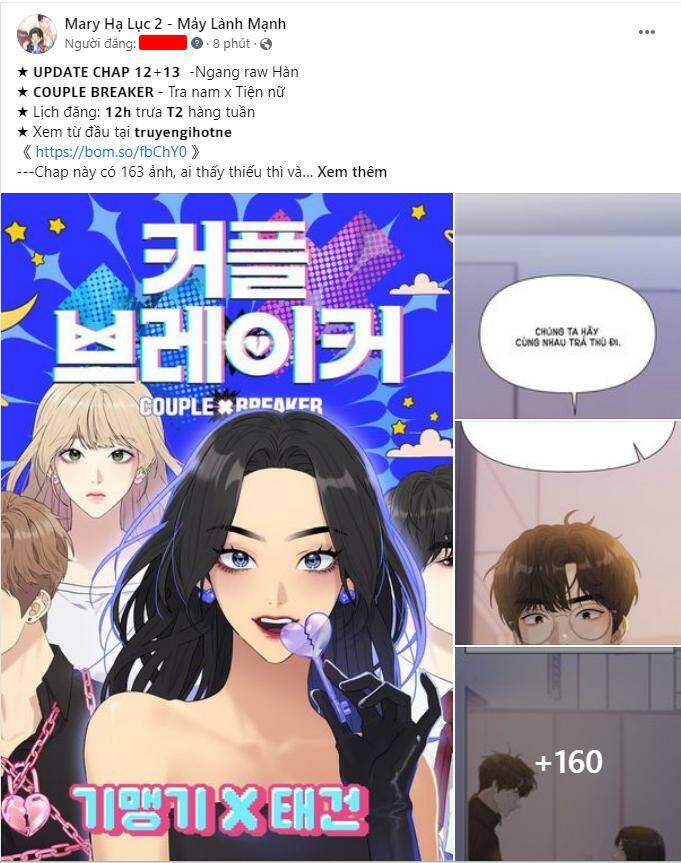 Mary Hạ Lục 2 - Mảy Lành Mạnh
Người đăng: · 8 phút ·
★ UPDATE CHAP 12+13 -Ngang raw Hàn
★ COUPLE BREAKER - Tra nam x Tiện nữ
★ Lịch đăng: 12h trưa T2 hàng tuần
★ Xem từ đầu tại truyengihotne
《 https://bom.so/fbChY0 》
---Chap này có 163 ảnh, ai thấy thiếu thì và... Xem thêm
커플
브레이커
COUPLE BREAKER
기맹기 X 태건
CHÚNG TA HÃY
CÙNG NHAU TRẢ THÙ ĐI.
+160